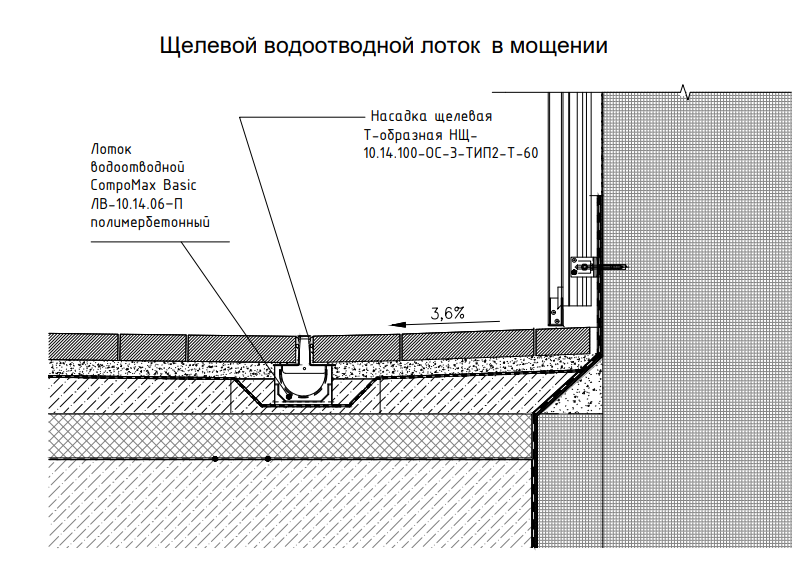 Щелевой водоотводной лоток в мощении
Насадка щелевая
Т-образная НЩ-
10.14.100-ОС-3-ТИП2-Т-60
Лоток
водоотводной
CompoMax Basic
ЛВ-10.14.06-П
полимербетонный
3,6%